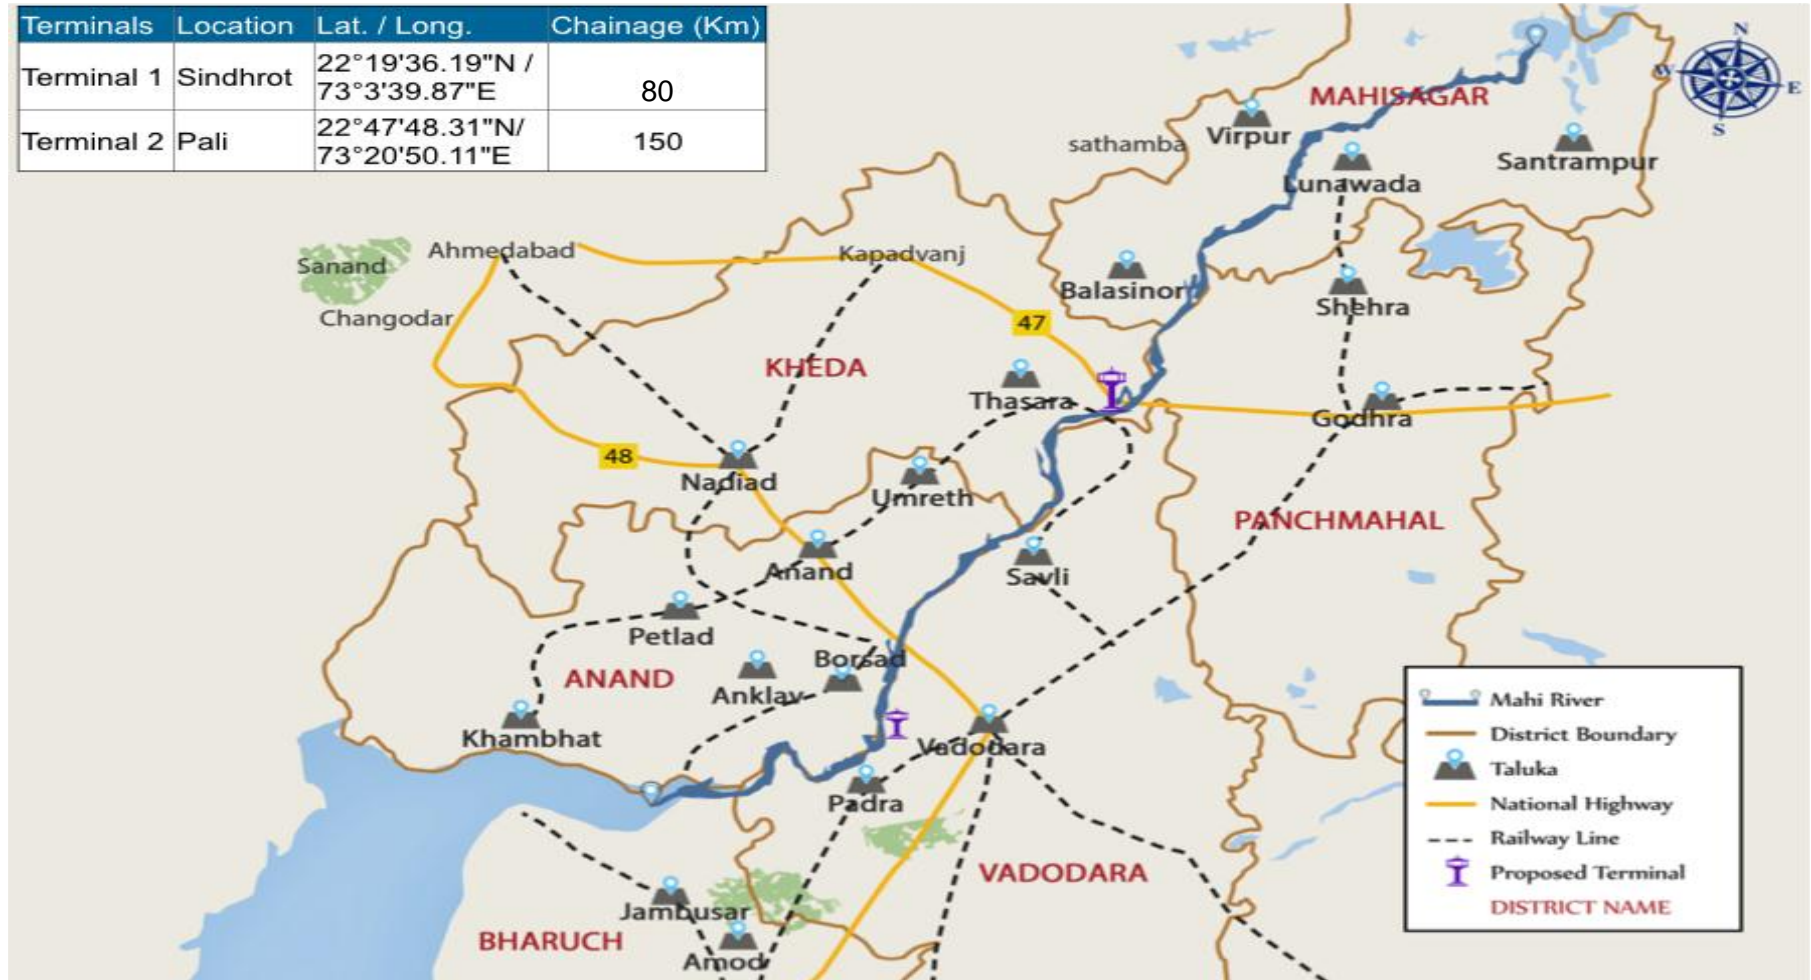 Terminals Location Lat. / Long. Chainage (Km)
Terminal 1 Sindhrot 22°19'36.19"N / 73°3'39.87"E 80
Terminal 2 Pali 22°47'48.31"N/ 73°20'50.11"E 150
N
W
E
S
MAHISAGAR
Virpur
sathamba
Santrampur
Lunawada
Ahmedabad
Kapadvanj
Sanand
Balasinor
Shehra
Changodar
47
KHEDA
Thasara
Godhra
48
Nadiad
Umreth
PANCHMAHAL
Anand
Savli
Petlad
Borsad
ANAND
Anklav
Khambhat
Vadodara
Padra
VADODARA
Jambusar
BHARUCH
Amod
Mahi River
District Boundary
Taluka
National Highway
Railway Line
Proposed Terminal
DISTRICT NAME